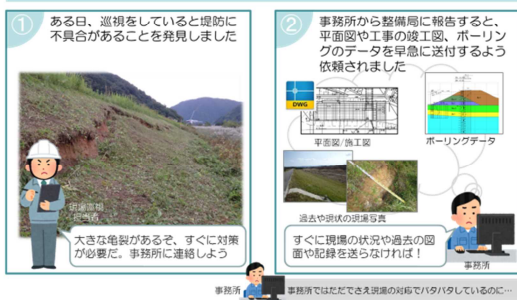 ①
ある日、巡視をしていると堤防に
不具合があることを発見しました
現場巡視
担当者
大きな亀裂があるぞ、すぐに対策
が必要だ。事務所に連絡しよう
②
事務所から整備局に報告すると、
平面図や工事の竣工図、ボーリン
グのデータを早急に送付するよう
依頼されました
DWG
平面図/施工図
ボーリングデータ
過去や現状の現場写真
すぐに現場の状況や過去の図
面や記録を送らなければ！
事務所
事務所
事務所ではただでさえ現場の対応でバタバタしているのに…